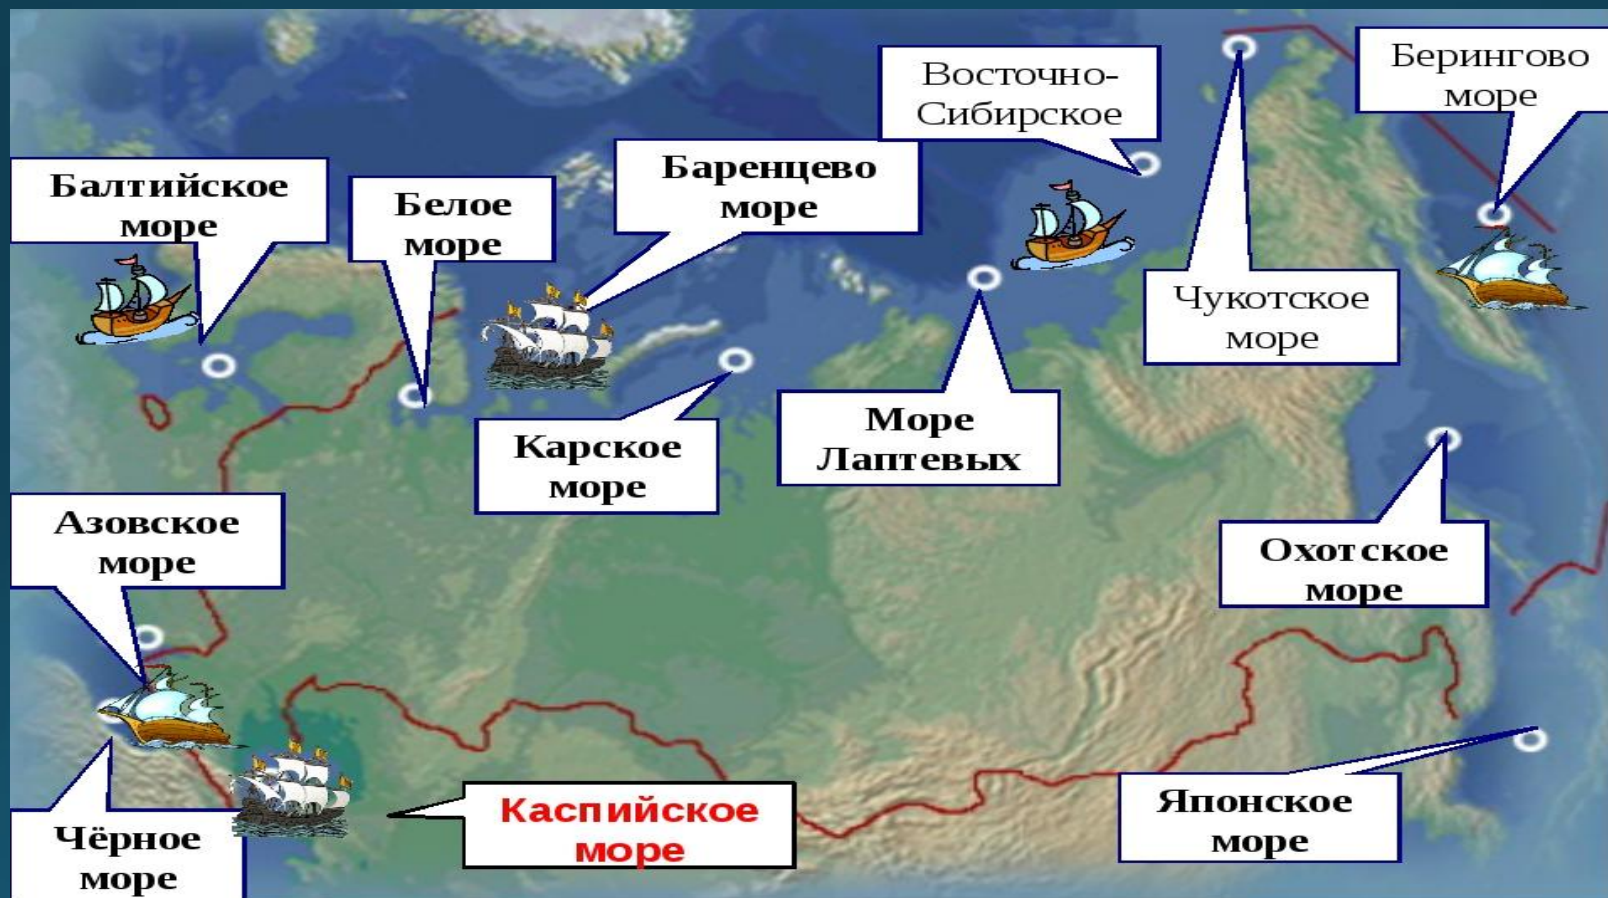 Восточно-
Сибирское
Берингово
море
Балтийское
море
Белое
море
Баренцево
море
Чукотское
море
Карское
море
Море
Лаптевых
Азовское
море
Охотское
море
Чёрное
море
Каспийское
море
Японское
море